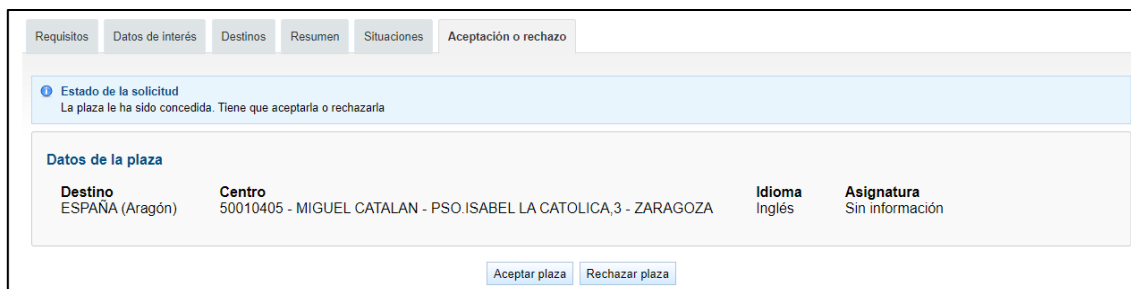 Requisitos Datos de interés Destinos Resumen Situaciones Aceptación o rechazo
Estado de la solicitud
La plaza le ha sido concedida. Tiene que aceptarla o rechazarla
Datos de la plaza
Destino Centro Idioma Asignatura
ESPAÑA (Aragón) 50010405 - MIGUEL CATALAN - PSO.ISABEL LA CATOLICA,3 - ZARAGOZA Inglés Sin información
Aceptar plaza Rechazar plaza